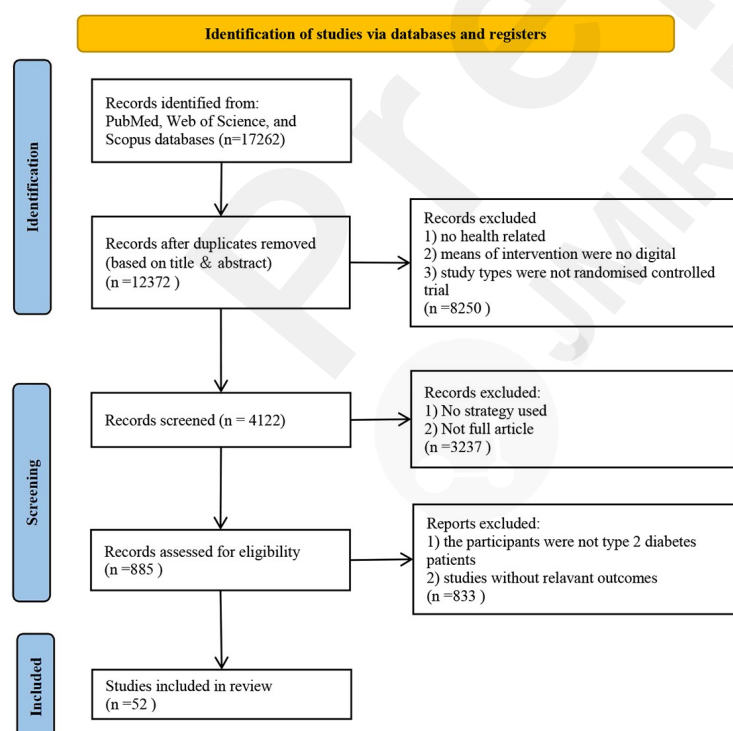 Identification of studies via databases and registers
Identification
Records identified from:
PubMed, Web of Science, and
Scopus databases (n=17262)
Records after duplicates removed
(based on title & abstract)
(n =12372 )
Records excluded
1) no health related
2) means of intervention were no digital
3) study types were not randomised controlled
trial
(n =8250 )
Screening
Records screened (n = 4122)
Records excluded:
1) No strategy used
2) Not full article
(n =3237 )
Records assessed for eligibility
(n =885 )
Reports excluded:
1) the participants were not type 2 diabetes
patients
2) studies without relavant outcomes
(n =833 )
Included
Studies included in review
(n =52 )
Pre
JMIR